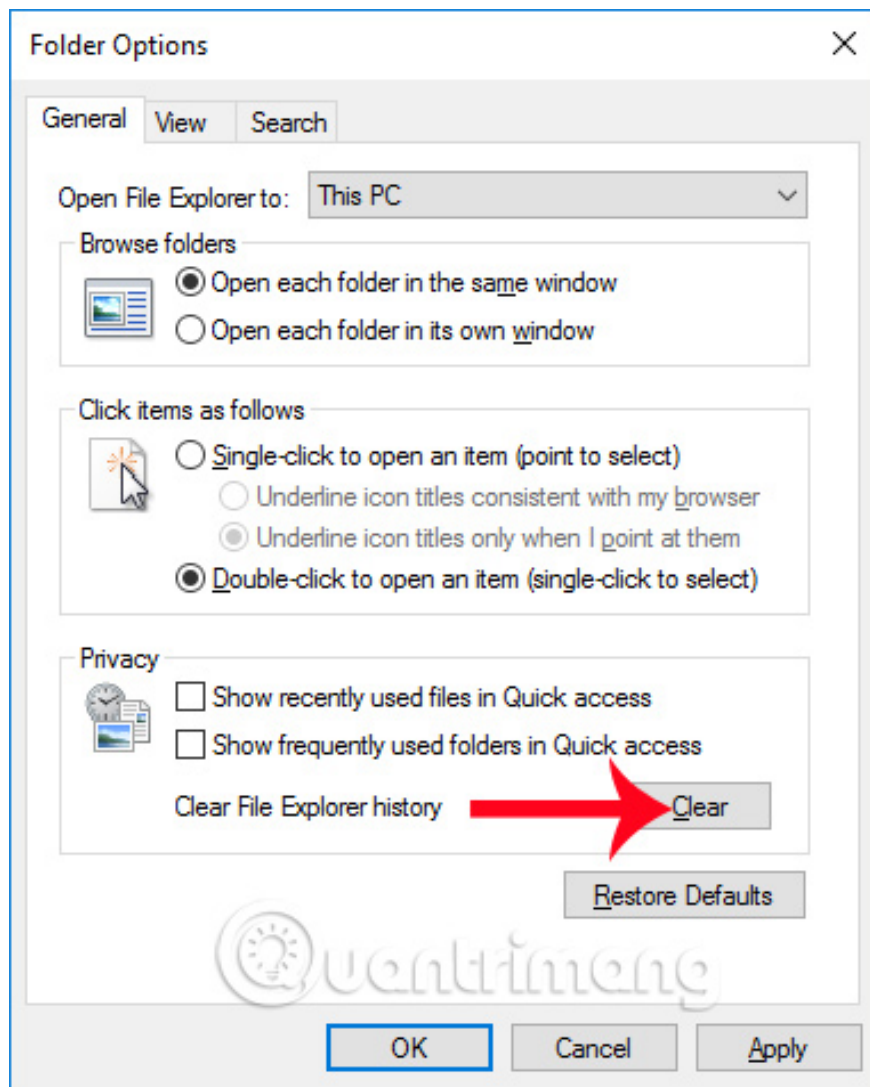 Folder Options
General View Search
Open File Explorer to: This PC
Browse folders
Open each folder in the same window
Open each folder in its own window
Click items as follows
Single-click to open an item (point to select)
Underline icon titles consistent with my browser
Underline icon titles only when I point at them
Double-click to open an item (single-click to select)
Privacy
Show recently used files in Quick access
Show frequently used folders in Quick access
Clear File Explorer history Clear
Restore Defaults
Quantrimang
OK Cancel Apply